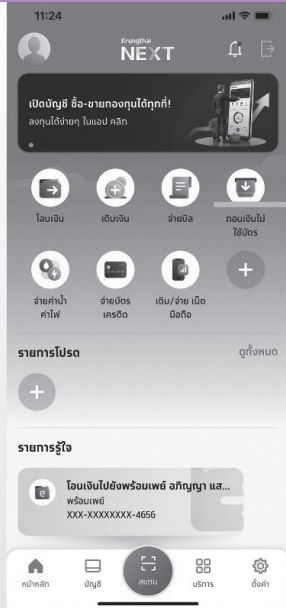 11:24
Krungthai
NEXT
เปิดบัญชี ซื้อ-ขายกองทุนได้ทุกที่!
ลงทุนได้ง่ายๆ ในแอป คลิก
โอนเงิน
เติมเงิน
จ่ายบิล
ถอนเงินไม่
ใช้บัตร
จ่ายค่าน้ำ
ค่าไฟ
จ่ายบัตร
เครดิต
เติม/จ่าย เน็ต
มือถือ
รายการโปรด
ดูทั้งหมด
รายการรู้ใจ
โอนเงินไปยังพร้อมเพย์ อภิญญา แส...
พร้อมเพย์
XXX-XXXXXXXX-4656
หน้าหลัก
บัญชี
สแกน
บริการ
ตั้งค่า